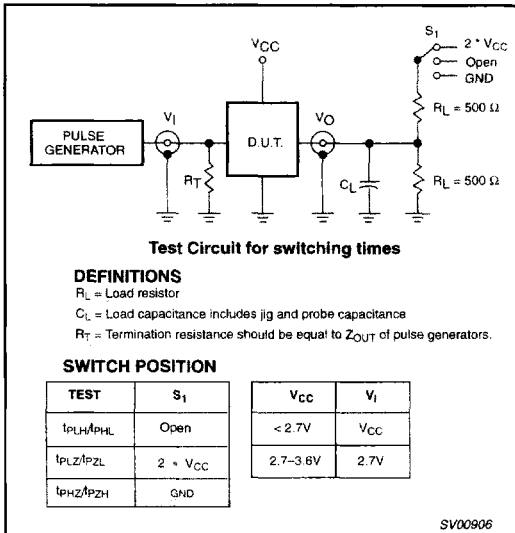 S1
2 * VCC
VCC
Open
GND
RL = 500 Ω
VI
VO
PULSE
GENERATOR
D.U.T.
RT
CL
RL = 500 Ω
Test Circuit for switching times
DEFINITIONS
RL = Load resistor
CL = Load capacitance includes jig and probe capacitance
RT = Termination resistance should be equal to ZOUT of pulse generators.
SWITCH POSITION
TEST S1
tPLH/tPHL Open
tPLZ/tPZL 2 * VCC
tPHZ/tPZH GND
VCC VI
< 2.7V VCC
2.7–3.6V 2.7V
SV00906